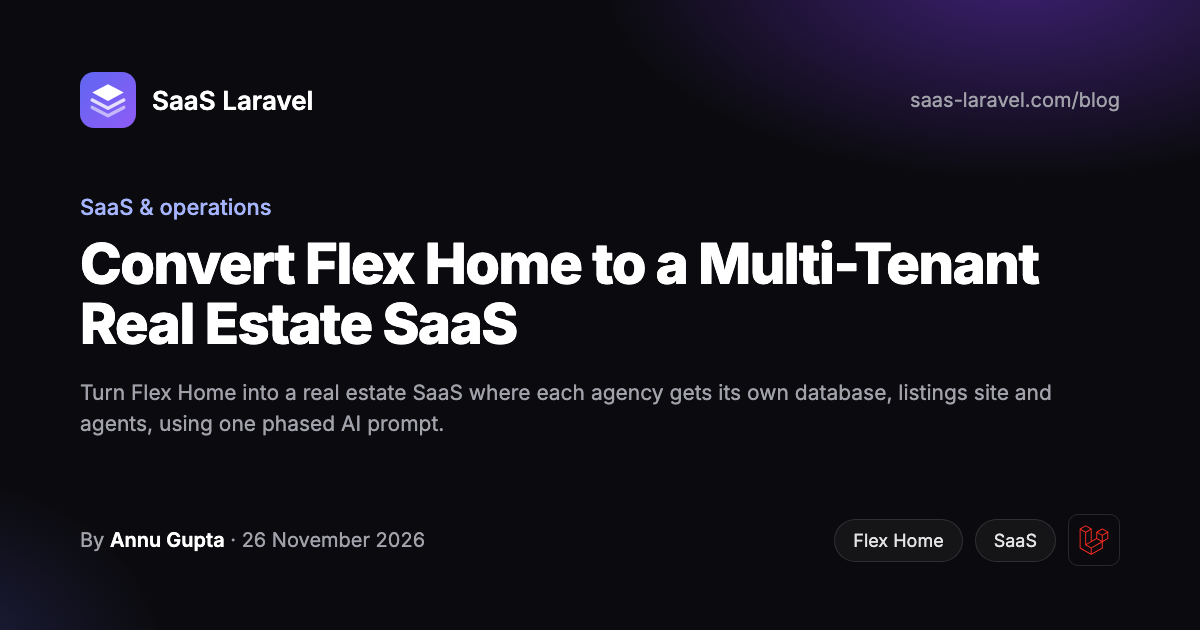 SaaS Laravel
saas-laravel.com/blog
SaaS & operations
Convert Flex Home to a Multi-Tenant
Real Estate SaaS
Turn Flex Home into a real estate SaaS where each agency gets its own database, listings site and
agents, using one phased AI prompt.
By Annu Gupta · 26 November 2026
Flex Home
SaaS